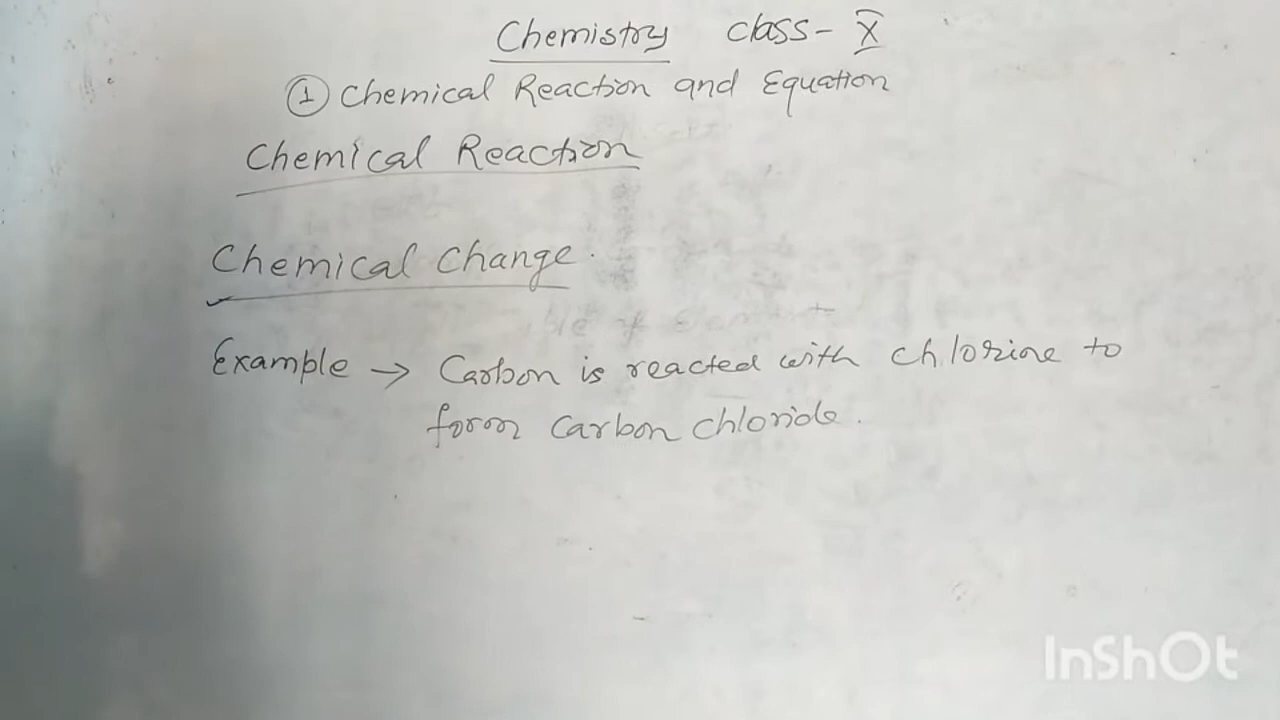 Chemistry class - X
① Chemical Reaction and Equation
Chemical Reaction
Chemical Change.
Example → Carbon is reacted with chlorine to
form carbon chloride.
InShOt